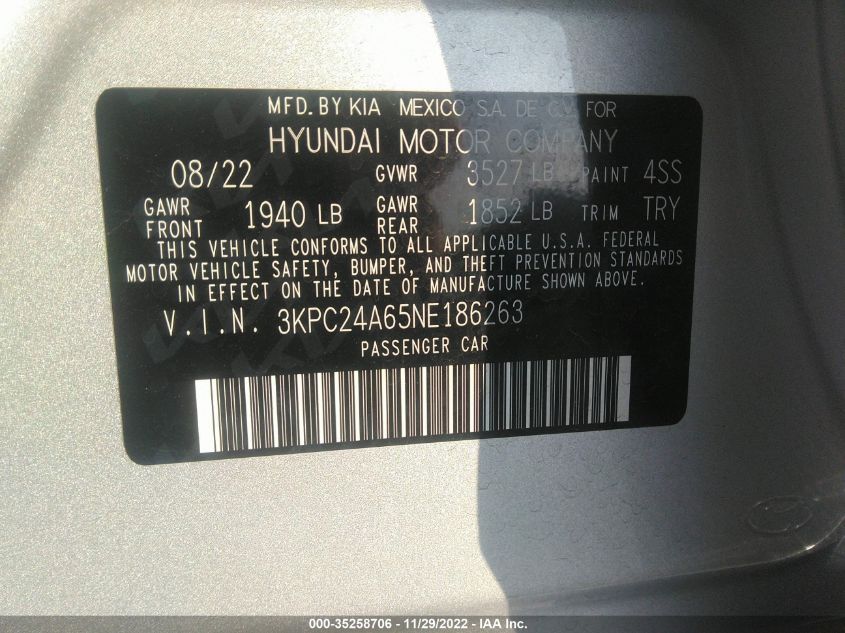 MFD. BY KIA MEXICO S.A. DE C.V. FOR
HYUNDAI MOTOR COMPANY
08/22 GVWR 3527 LB PAINT 4SS
GAWR FRONT 1940 LB GAWR REAR 1852 LB TRIM TRY
THIS VEHICLE CONFORMS TO ALL APPLICABLE U.S.A. FEDERAL
MOTOR VEHICLE SAFETY, BUMPER, AND THEFT PREVENTION STANDARDS
IN EFFECT ON THE DATE OF MANUFACTURE SHOWN ABOVE.
V.I.N. 3KPC24A65NE186263
PASSENGER CAR
000-35258706 - 11/29/2022 - IAA Inc.